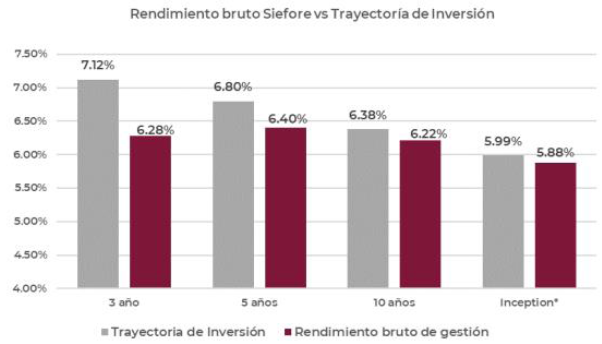 Rendimiento bruto Siefore vs Trayectoría de Inversión
7.50%
7.00%
6.50%
6.00%
5.50%
5.00%
4.50%
4.00%
7.12%
6.28%
6.80%
6.40%
6.38%
6.22%
5.99%
5.88%
3 año
5 años
10 años
Inception*
Trayectoria de Inversión
Rendimiento bruto de gestión